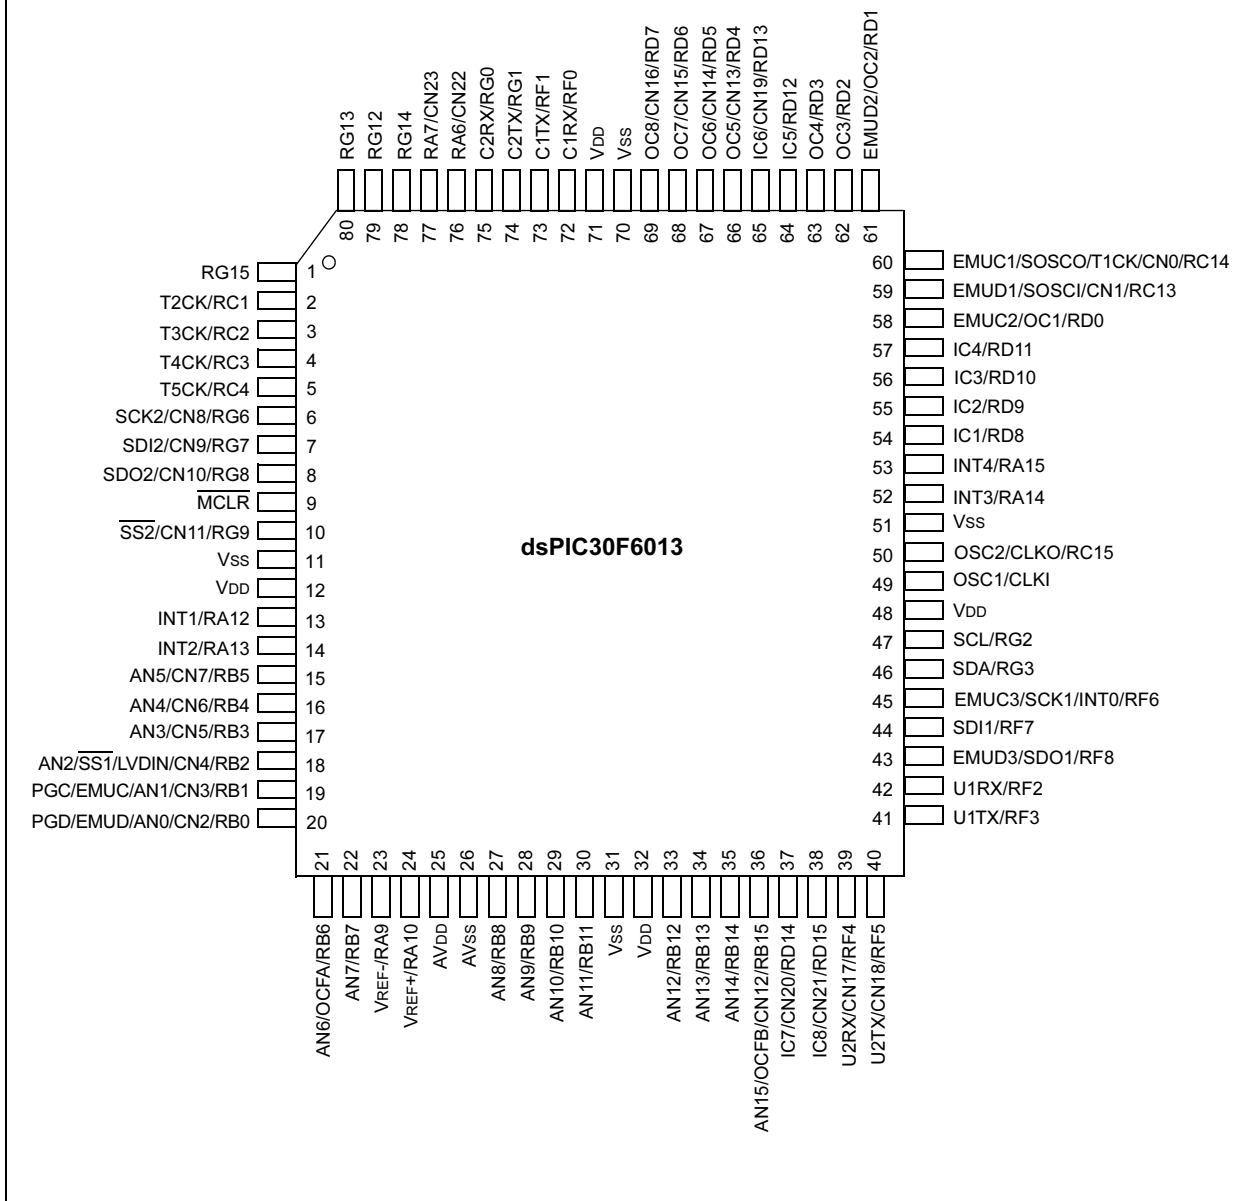 RG13
RG12
RG14
RA7/CN23
RA6/CN22
C2RX/RG0
C2TX/RG1
C1TX/RF1
C1RX/RF0
VDD
VSS
OC8/CN16/RD7
OC7/CN15/RD6
OC6/CN14/RD5
OC5/CN13/RD4
IC6/CN19/RD13
IC5/RD12
OC4/RD3
OC3/RD2
EMUD2/OC2/RD1
80
79
78
77
76
75
74
73
72
71
70
69
68
67
66
65
64
63
62
61
RG15 1
T2CK/RC1 2
T3CK/RC2 3
T4CK/RC3 4
T5CK/RC4 5
SCK2/CN8/RG6 6
SDI2/CN9/RG7 7
SDO2/CN10/RG8 8
MCLR 9
SS2/CN11/RG9 10
VSS 11
VDD 12
INT1/RA12 13
INT2/RA13 14
AN5/CN7/RB5 15
AN4/CN6/RB4 16
AN3/CN5/RB3 17
AN2/SS1/LVDIN/CN4/RB2 18
PGC/EMUC/AN1/CN3/RB1 19
PGD/EMUD/AN0/CN2/RB0 20
dsPIC30F6013
60 EMUC1/SOSCO/T1CK/CN0/RC14
59 EMUD1/SOSCI/CN1/RC13
58 EMUC2/OC1/RD0
57 IC4/RD11
56 IC3/RD10
55 IC2/RD9
54 IC1/RD8
53 INT4/RA15
52 INT3/RA14
51 VSS
50 OSC2/CLKO/RC15
49 OSC1/CLKI
48 VDD
47 SCL/RG2
46 SDA/RG3
45 EMUC3/SCK1/INT0/RF6
44 SDI1/RF7
43 EMUD3/SDO1/RF8
42 U1RX/RF2
41 U1TX/RF3
21
22
23
24
25
26
27
28
29
30
31
32
33
34
35
36
37
38
39
40
AN6/OCFA/RB6
AN7/RB7
VREF-/RA9
VREF+/RA10
AVDD
AVSS
AN8/RB8
AN9/RB9
AN10/RB10
AN11/RB11
VSS
VDD
AN12/RB12
AN13/RB13
AN14/RB14
AN15/OCFB/CN12/RB15
IC7/CN20/RD14
IC8/CN21/RD15
U2RX/CN17/RF4
U2TX/CN18/RF5